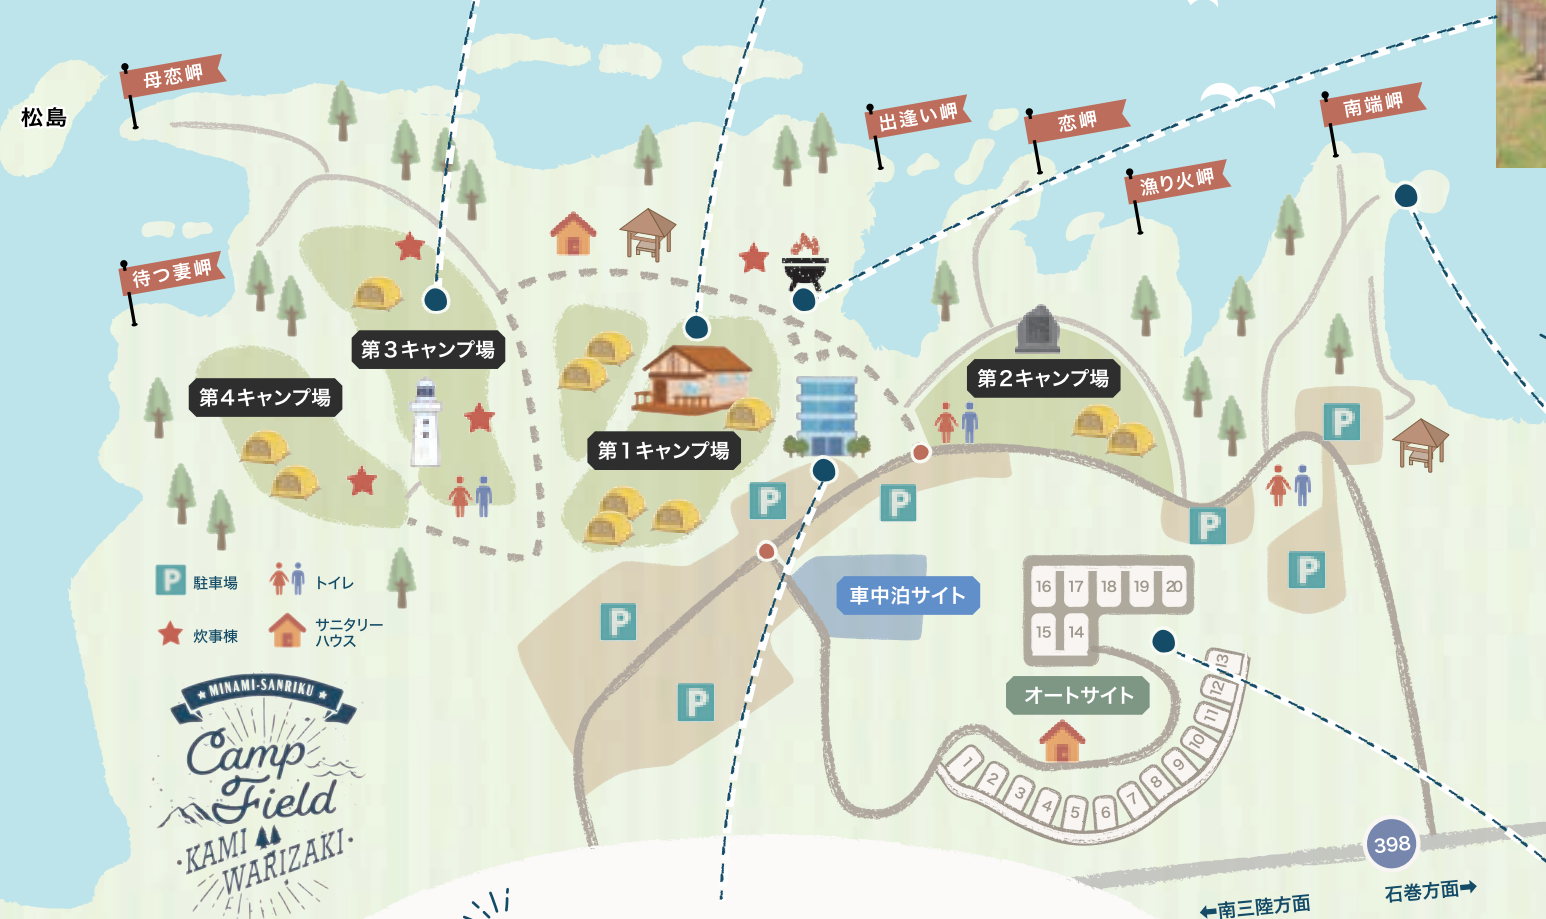 母恋岬
松島
出逢い岬
恋岬
南端岬
漁り火岬
待つ妻岬
第3キャンプ場
第4キャンプ場
第2キャンプ場
第1キャンプ場
P
P
P
P
P
P
P
P 駐車場
トイレ
炊事棟
サニタリー
ハウス
車中泊サイト
16 17 18 19 20
15 14
オートサイト
13
12
11
10
9
8
7
6
5
4
3
2
1
MINAMI-SANRIKU
Camp
Field
KAMI
WARIZAKI
398
←南三陸方面
石巻方面→